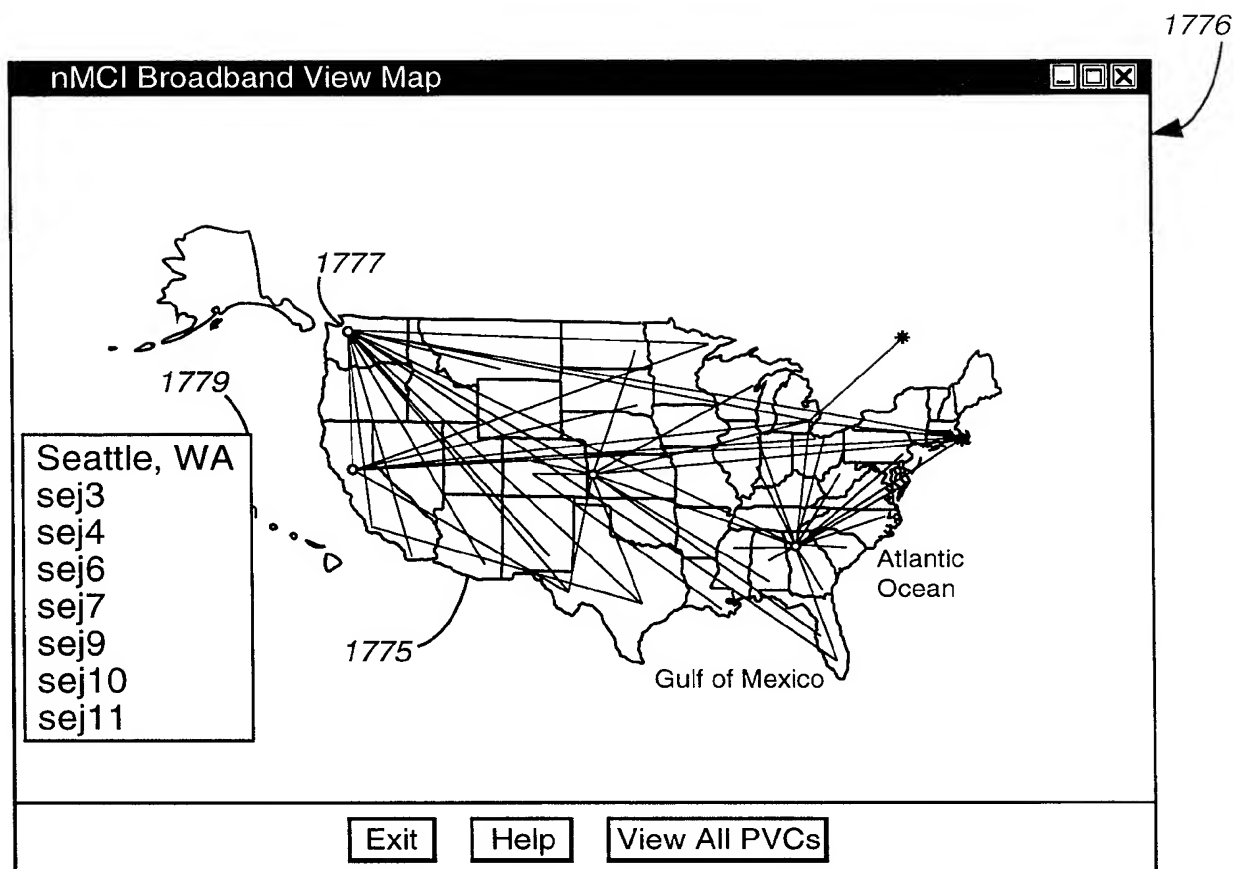 1776
nMCI Broadband View Map
1777
1779
Seattle, WA
sej3
sej4
sej6
sej7
sej9
sej10
sej11
Atlantic
Ocean
1775
Gulf of Mexico
Exit
Help
View All PVCs